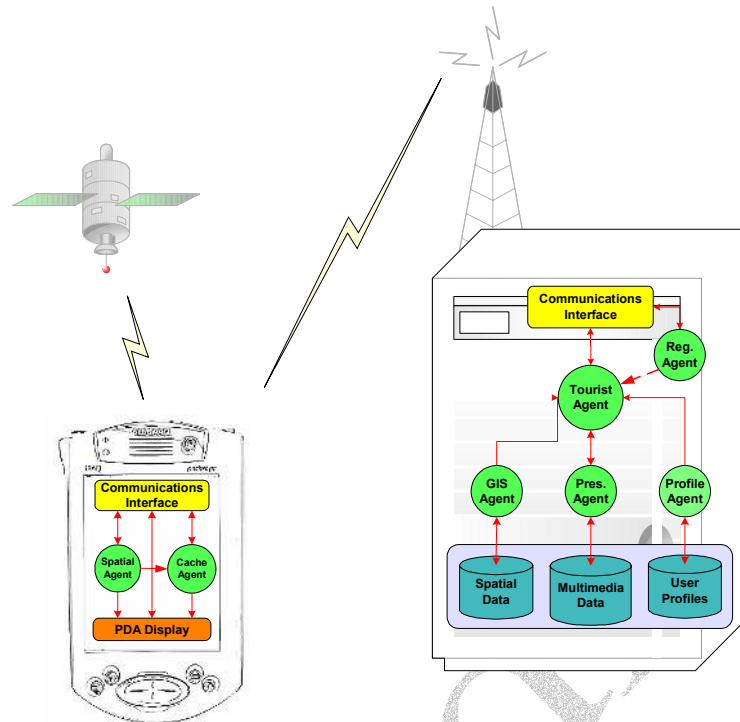 Communications
Interface
Reg.
Agent
Tourist
Agent
GIS
Agent
Pres.
Agent
Profile
Agent
Spatial
Data
Multimedia
Data
User
Profiles
Communications
Interface
Spatial
Agent
Cache
Agent
PDA Display